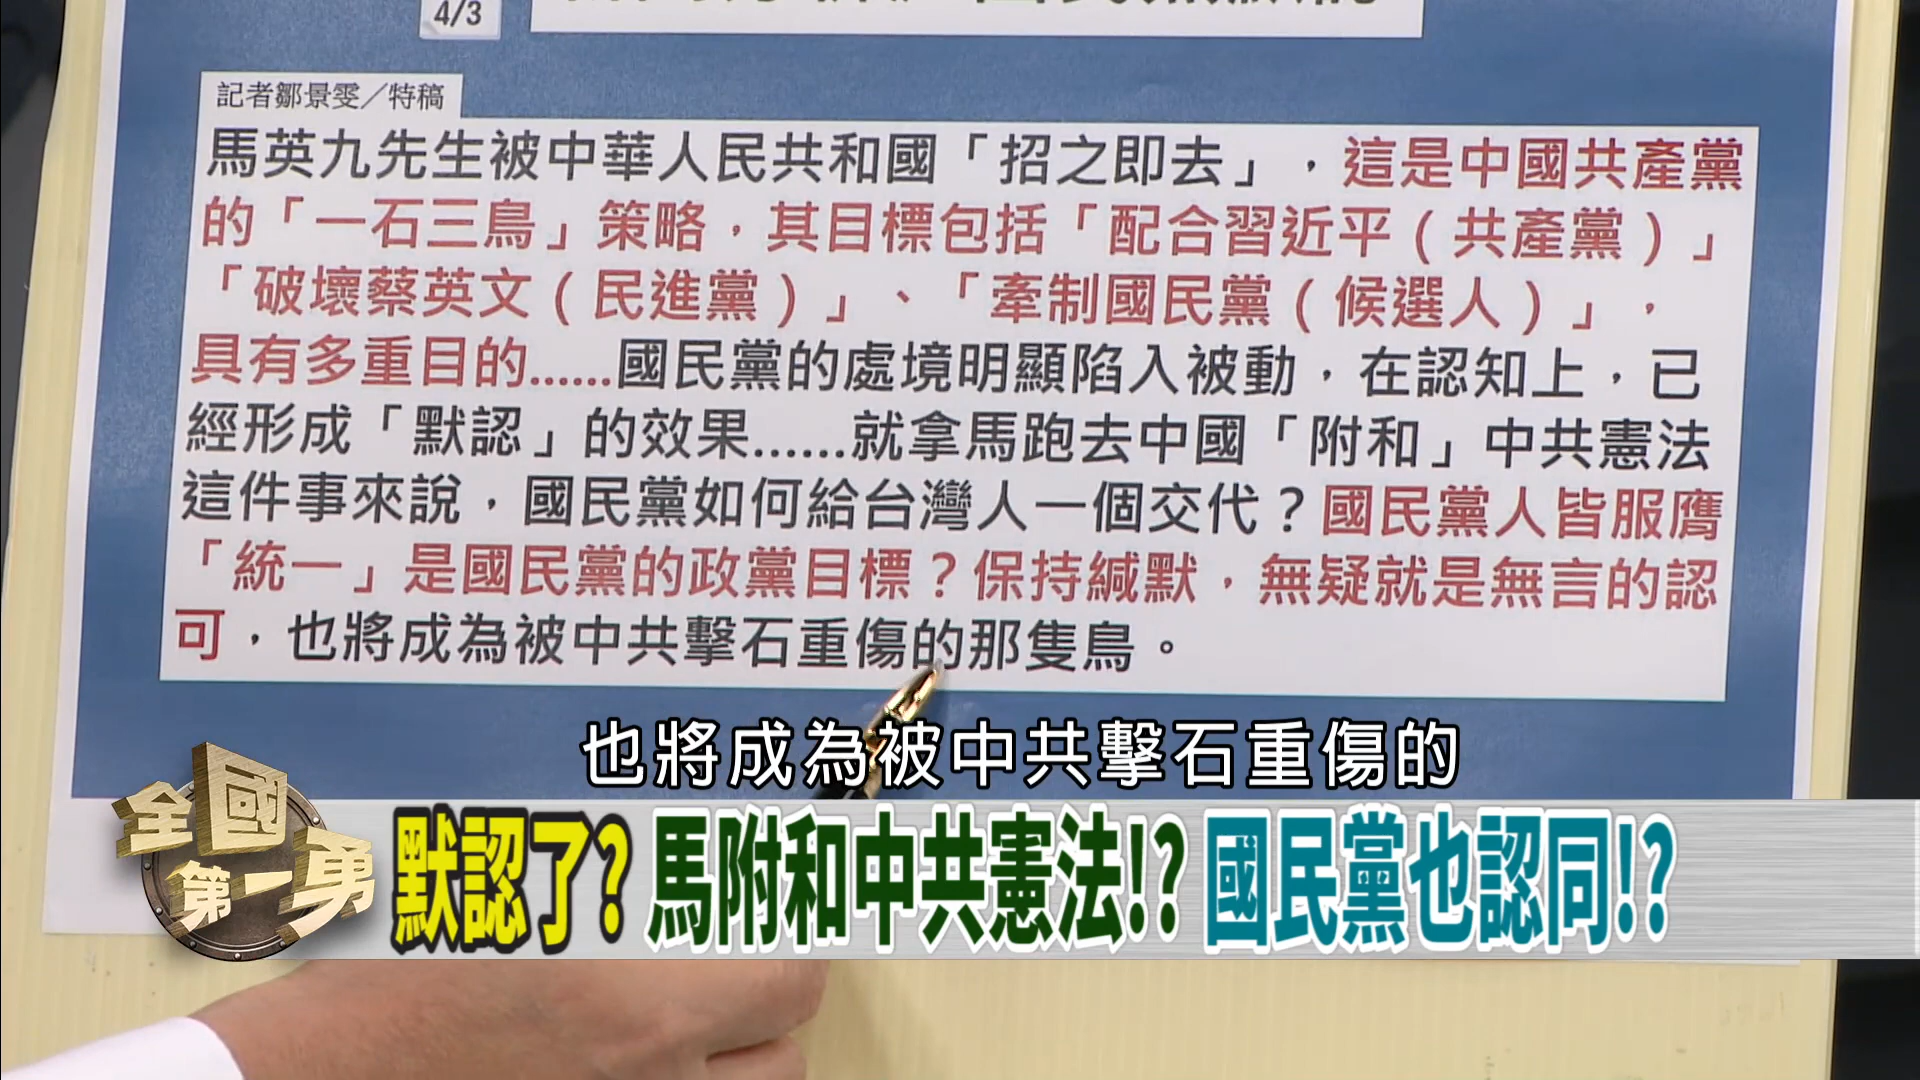 4/3
記者鄒景雯／特稿
馬英九先生被中華人民共和國「招之即去」，這是中國共產黨
的「一石三鳥」策略，其目標包括「配合習近平（共產黨）」
「破壞蔡英文（民進黨）」、「牽制國民黨（候選人）」，
具有多重目的……國民黨的處境明顯陷入被動，在認知上，已
經形成「默認」的效果……就拿馬跑去中國「附和」中共憲法
這件事來說，國民黨如何給台灣人一個交代？國民黨人皆服膺
「統一」是國民黨的政黨目標？保持緘默，無疑就是無言的認
可，也將成為被中共擊石重傷的那隻鳥。
也將成為被中共擊石重傷的
全國第一勇
默認了? 馬附和中共憲法!? 國民黨也認同!?